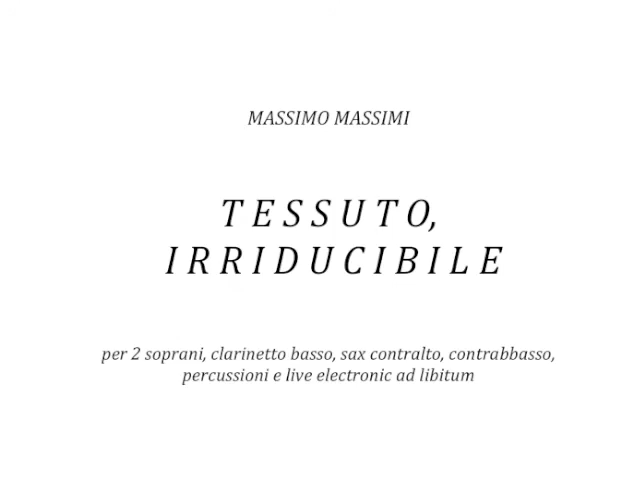 MASSIMO MASSIMI
T E S S U T O,
I R R I D U C I B I L E
per 2 soprani, clarinetto basso, sax contralto, contrabbasso,
percussioni e live electronic ad libitum